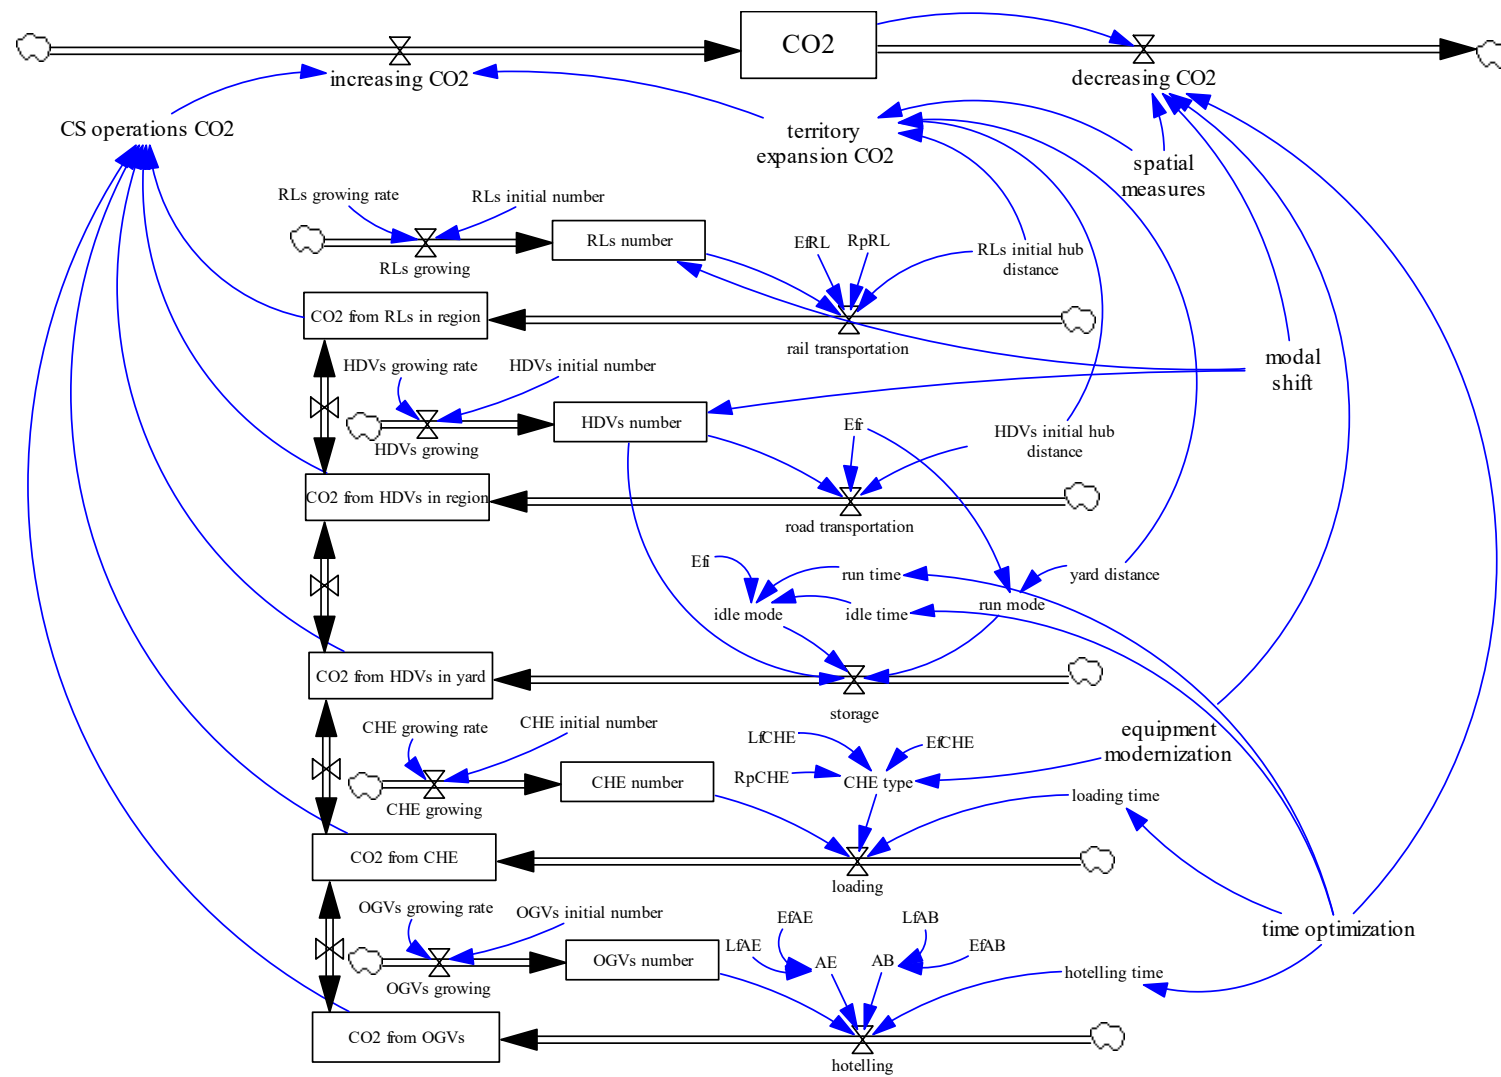 CO2
increasing CO2
decreasing CO2
CS operations CO2
territory
expansion CO2
spatial
measures
RLs growing rate
RLs initial number
RLs number
EfRL
RpRL
RLs initial hub
distance
RLs growing
CO2 from RLs in region
rail transportation
modal
shift
HDVs growing rate
HDVs initial number
HDVs number
Efr
HDVs initial hub
distance
HDVs growing
CO2 from HDVs in region
road transportation
Efi
run time
yard distance
idle mode
idle time
run mode
CO2 from HDVs in yard
storage
CHE growing rate
CHE initial number
LfCHE
EfCHE
equipment
modernization
RpCHE
CHE type
CHE number
loading time
CHE growing
CO2 from CHE
loading
OGVs growing rate
OGVs initial number
EfAE
LfAB
time optimization
LfAE
EfAB
OGVs number
AE
AB
hotelling time
OGVs growing
CO2 from OGVs
hotelling